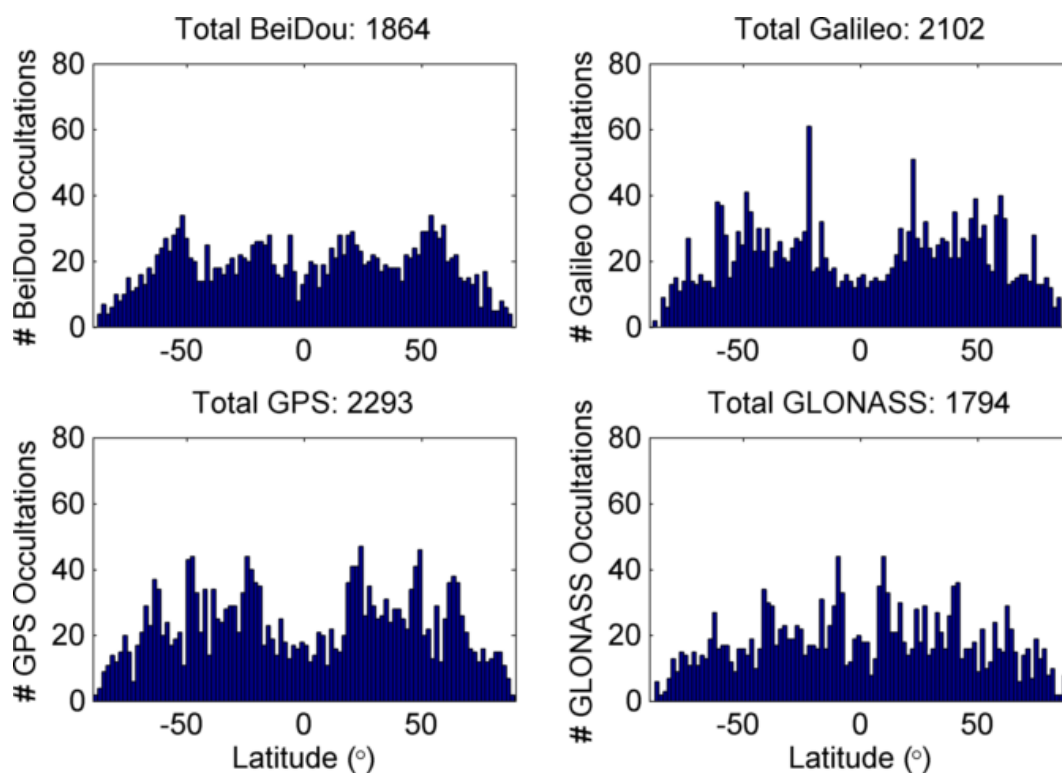 Total BeiDou: 1864
# BeiDou Occultations
80
60
40
20
0
-50 0 50
Total Galileo: 2102
# Galileo Occultations
80
60
40
20
0
-50 0 50
Total GPS: 2293
# GPS Occultations
80
60
40
20
0
-50 0 50
Latitude (°)
Total GLONASS: 1794
# GLONASS Occultations
80
60
40
20
0
-50 0 50
Latitude (°)